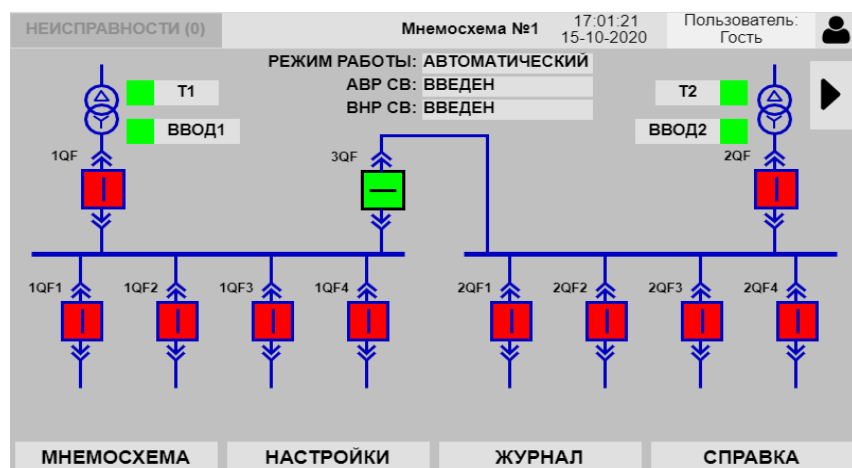 НЕИСПРАВНОСТИ (0)
Мнемосхема №1
17:01:21
15-10-2020
Пользователь:
Гость
РЕЖИМ РАБОТЫ: АВТОМАТИЧЕСКИЙ
АВР СВ: ВВЕДЕН
ВНР СВ: ВВЕДЕН
Т1
ВВОД1
Т2
ВВОД2
1QF
3QF
2QF
1QF1
1QF2
1QF3
1QF4
2QF1
2QF2
2QF3
2QF4
МНЕМОСХЕМА
НАСТРОЙКИ
ЖУРНАЛ
СПРАВКА